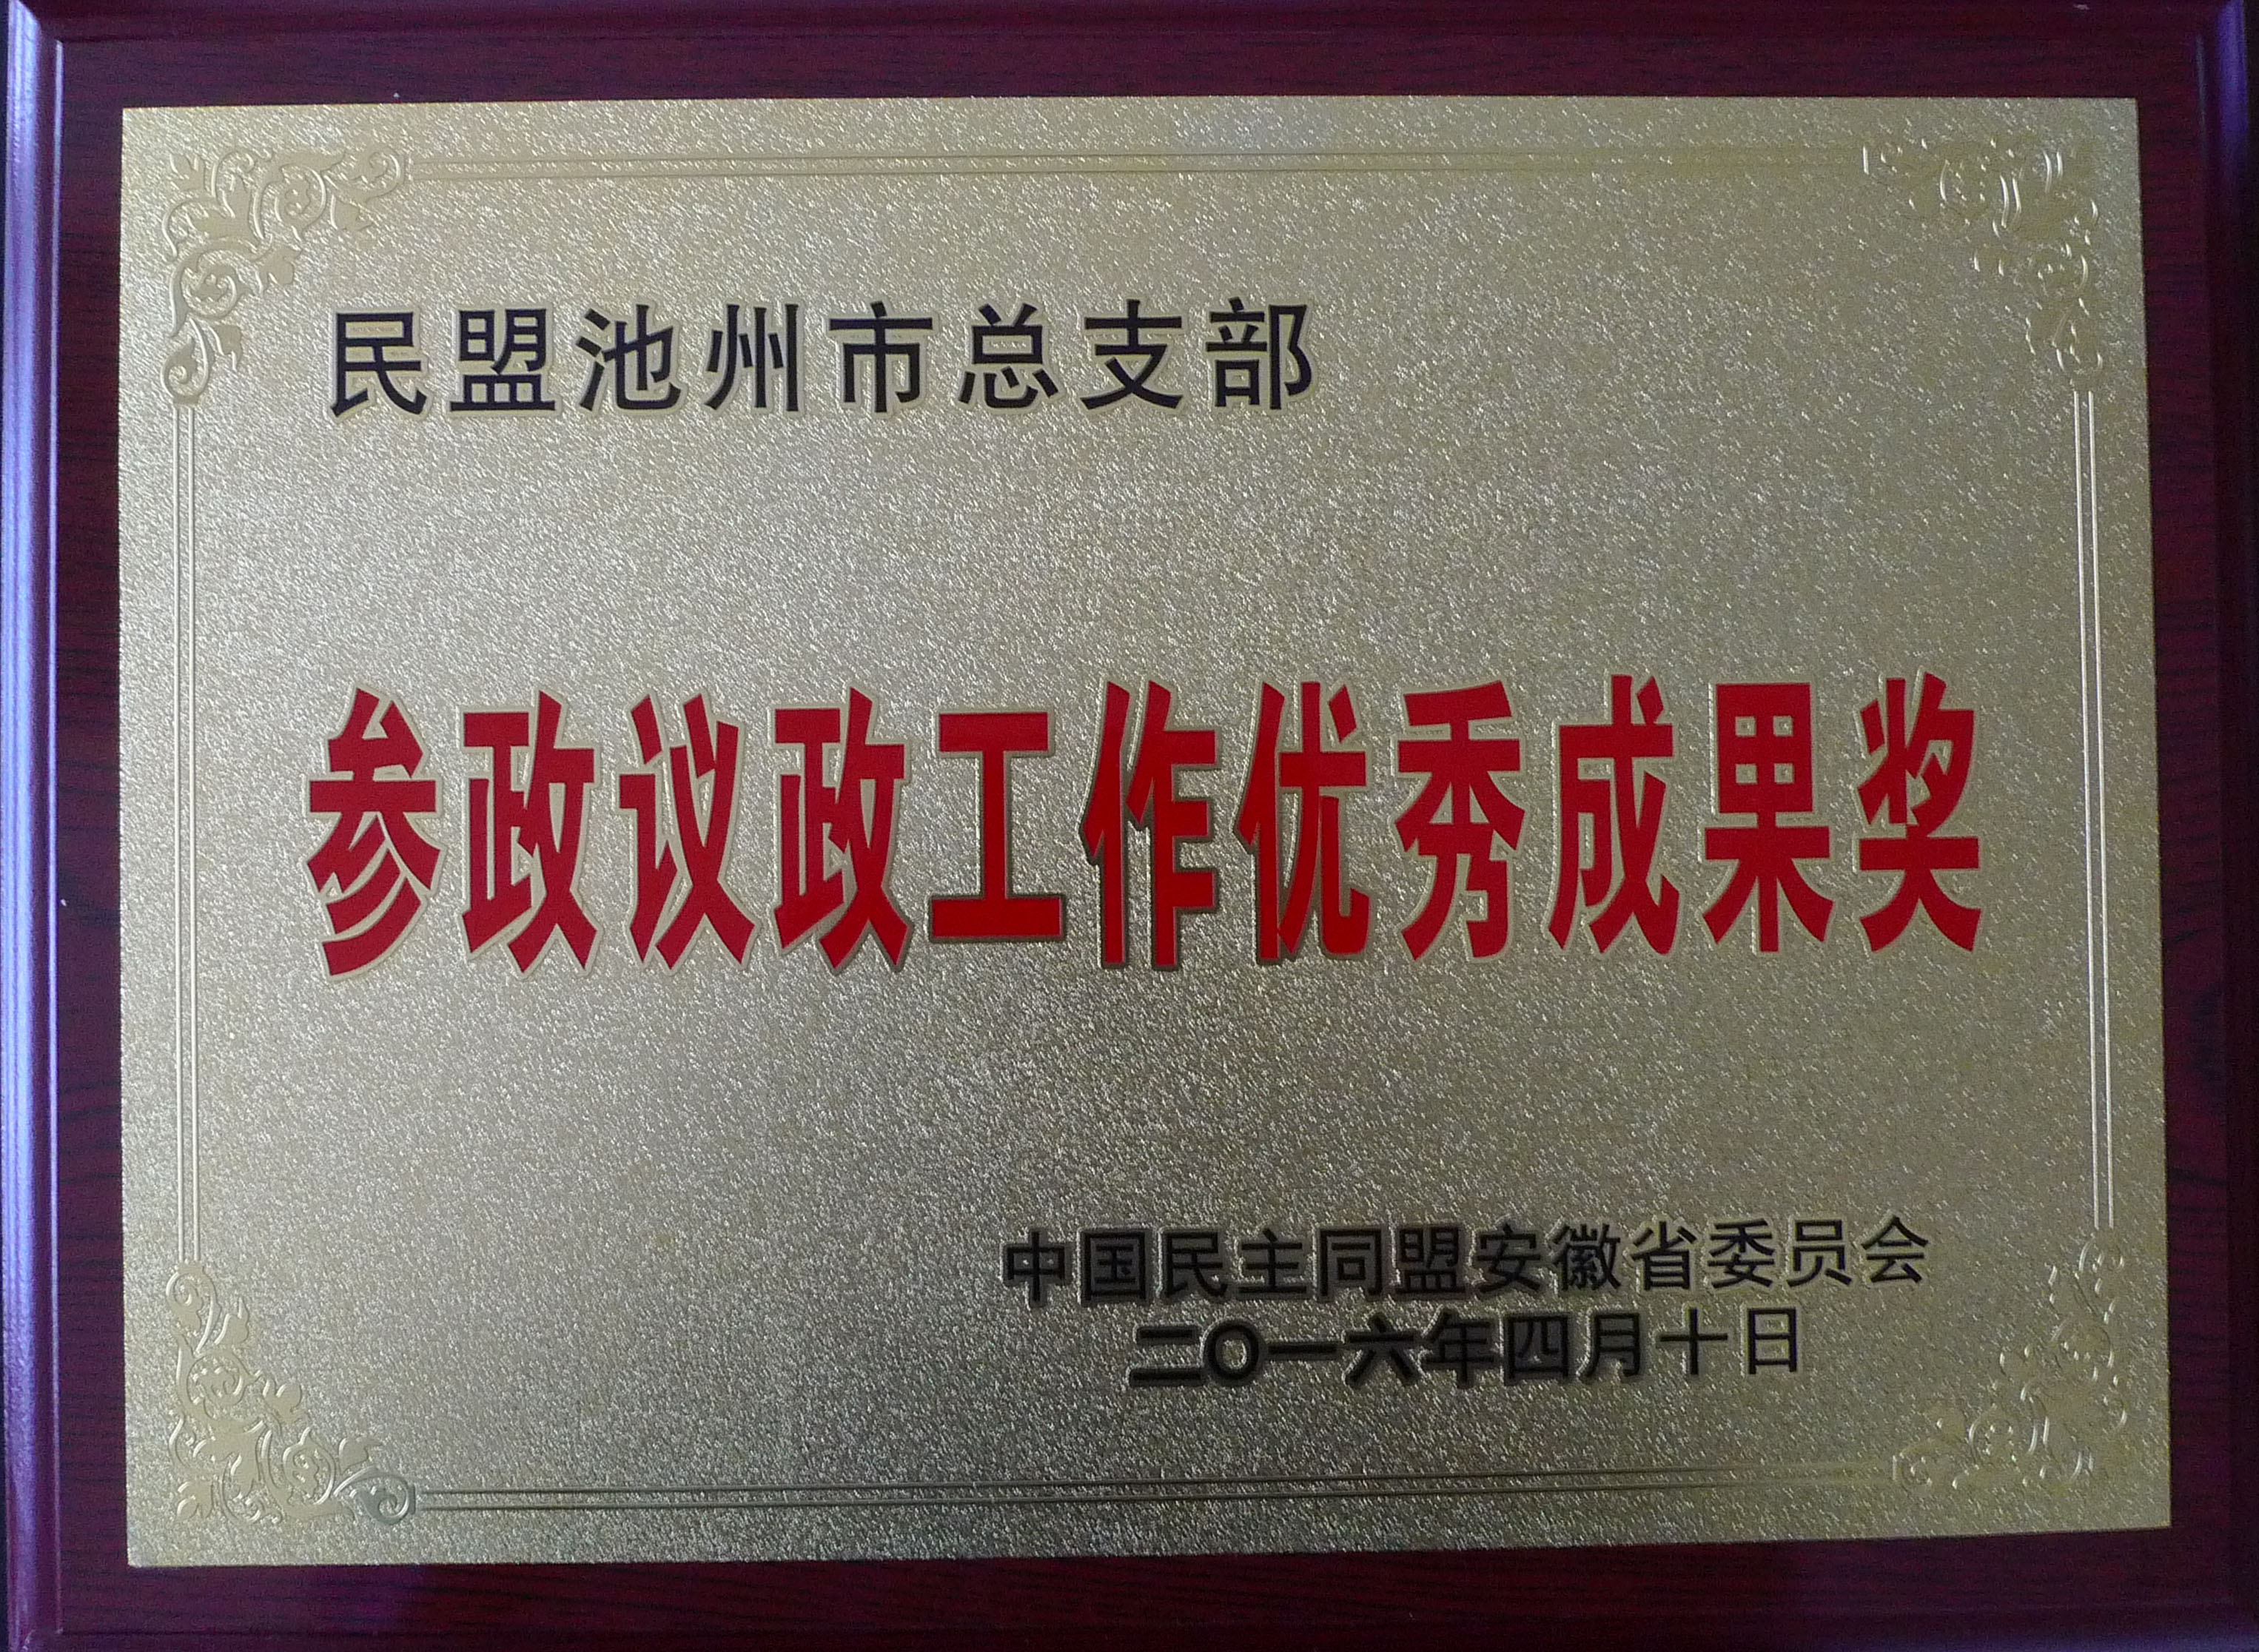 民盟池州市总支部
参政议政工作优秀成果奖
中国民主同盟安徽省委员会
二〇一六年四月十日